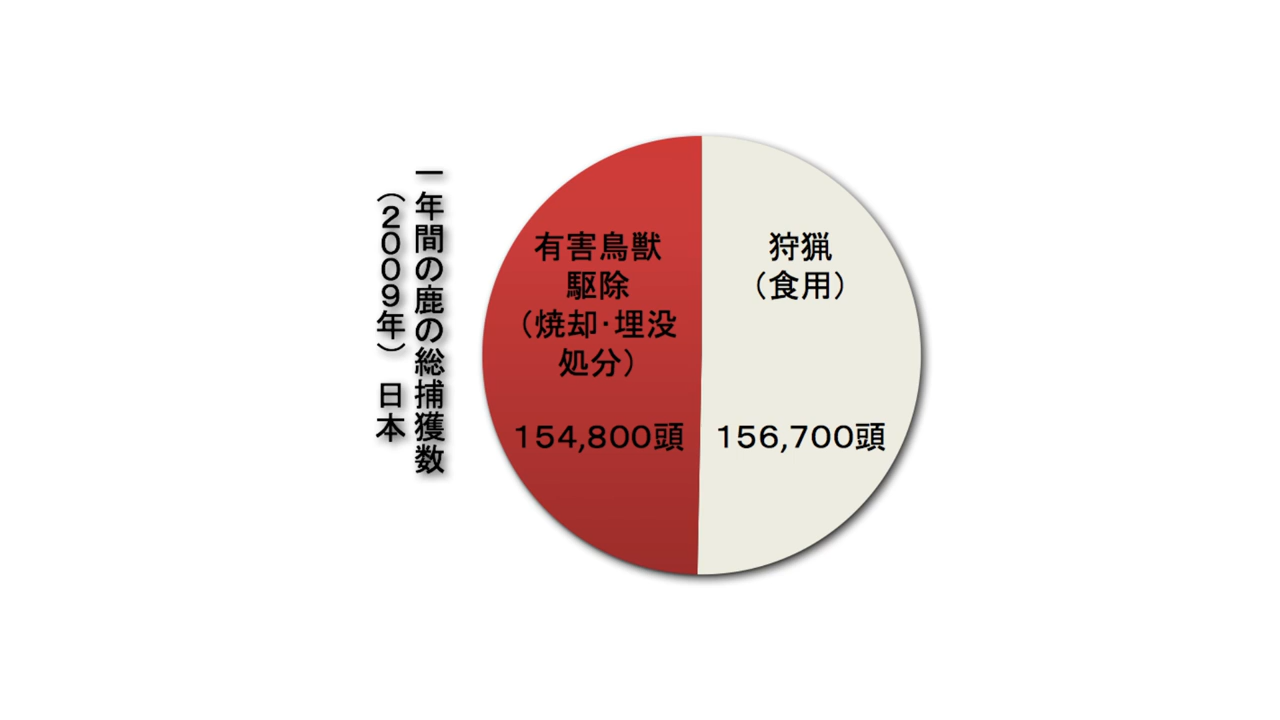 一年間の鹿の総捕獲数
（２００９年）　日本
有害鳥獣
駆除
（焼却･埋没
処分）
154,800頭
狩猟
（食用）
156,700頭